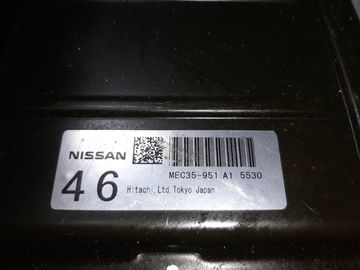 NISSAN
46
MEC35-951 A1 5530
Hitachi,Ltd,Tokyo Japan